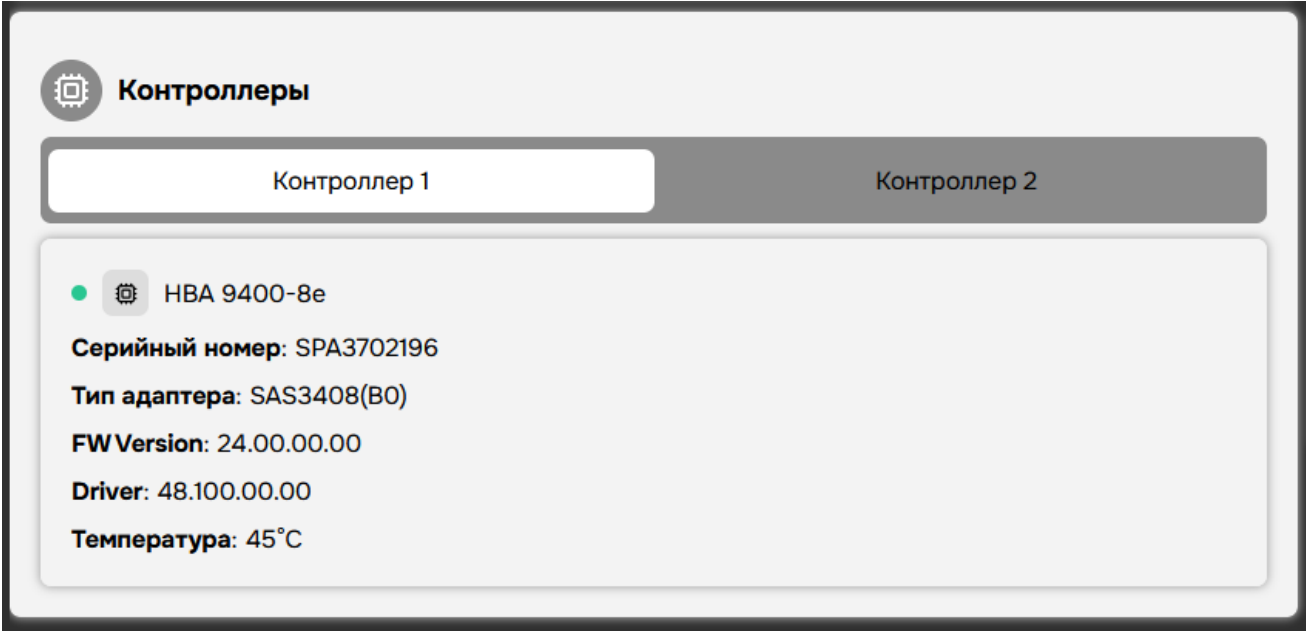 Контроллеры
Контроллер 1 Контроллер 2
HBA 9400-8e
Серийный номер: SPA3702196
Тип адаптера: SAS3408(B0)
FW Version: 24.00.00.00
Driver: 48.100.00.00
Температура: 45°C